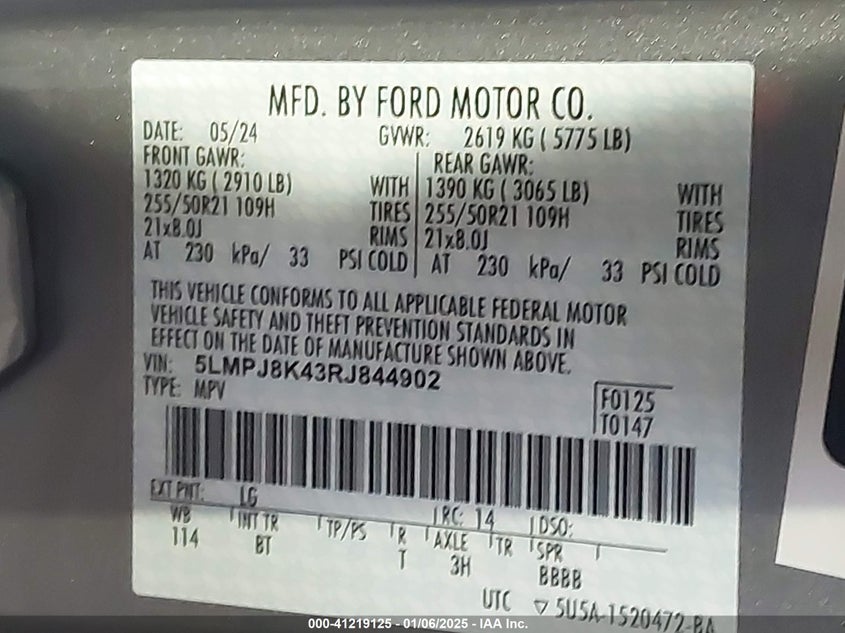 MFD. BY FORD MOTOR CO.
DATE: 05/24 GVWR: 2619 KG ( 5775 LB)
FRONT GAWR: REAR GAWR:
1320 KG ( 2910 LB) WITH 1390 KG ( 3065 LB) WITH
255/50R21 109H TIRES 255/50R21 109H TIRES
21x8.0J RIMS 21x8.0J RIMS
AT 230 kPa/ 33 PSI COLD AT 230 kPa/ 33 PSI COLD
THIS VEHICLE CONFORMS TO ALL APPLICABLE FEDERAL MOTOR
VEHICLE SAFETY AND THEFT PREVENTION STANDARDS IN
EFFECT ON THE DATE OF MANUFACTURE SHOWN ABOVE.
VIN: 5LMPJ8K43RJ844902
TYPE: MPV
F0125
T0147
EXT PNT: LG RC: 14 DSO:
WB INT TR TP/PS R AXLE TR SPR
114 BT T 3H BBBB
UTC ▽ 5U5A-1520472-BA
000-41219125 - 01/06/2025 - IAA Inc.